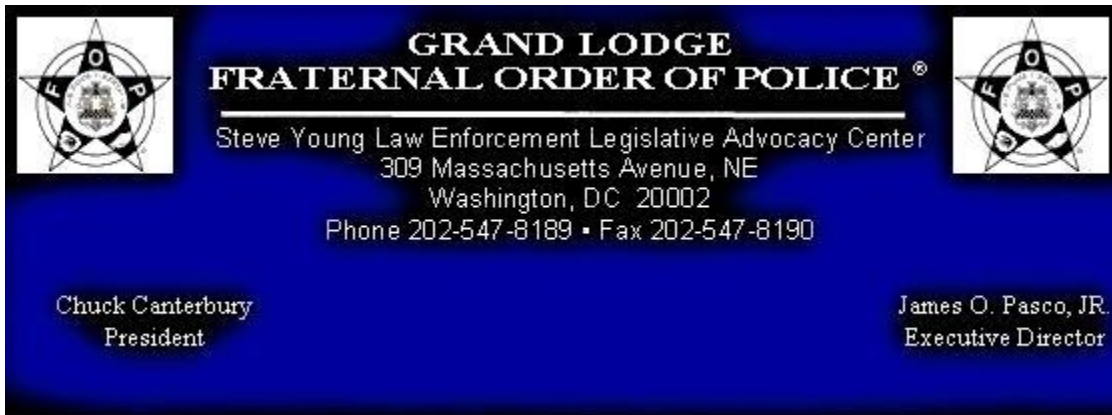 GRAND LODGE
FRATERNAL ORDER OF POLICE ®
Steve Young Law Enforcement Legislative Advocacy Center
309 Massachusetts Avenue, NE
Washington, DC 20002
Phone 202-547-8189 ▪ Fax 202-547-8190
Chuck Canterbury
President
James O. Pasco, JR.
Executive Director
F O P
F O P